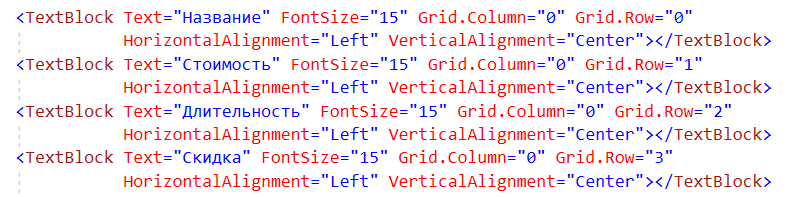 <TextBlock Text="Название" FontSize="15" Grid.Column="0" Grid.Row="0"
HorizontalAlignment="Left" VerticalAlignment="Center"></TextBlock>
<TextBlock Text="Стоимость" FontSize="15" Grid.Column="0" Grid.Row="1"
HorizontalAlignment="Left" VerticalAlignment="Center"></TextBlock>
<TextBlock Text="Длительность" FontSize="15" Grid.Column="0" Grid.Row="2"
HorizontalAlignment="Left" VerticalAlignment="Center"></TextBlock>
<TextBlock Text="Скидка" FontSize="15" Grid.Column="0" Grid.Row="3"
HorizontalAlignment="Left" VerticalAlignment="Center"></TextBlock>